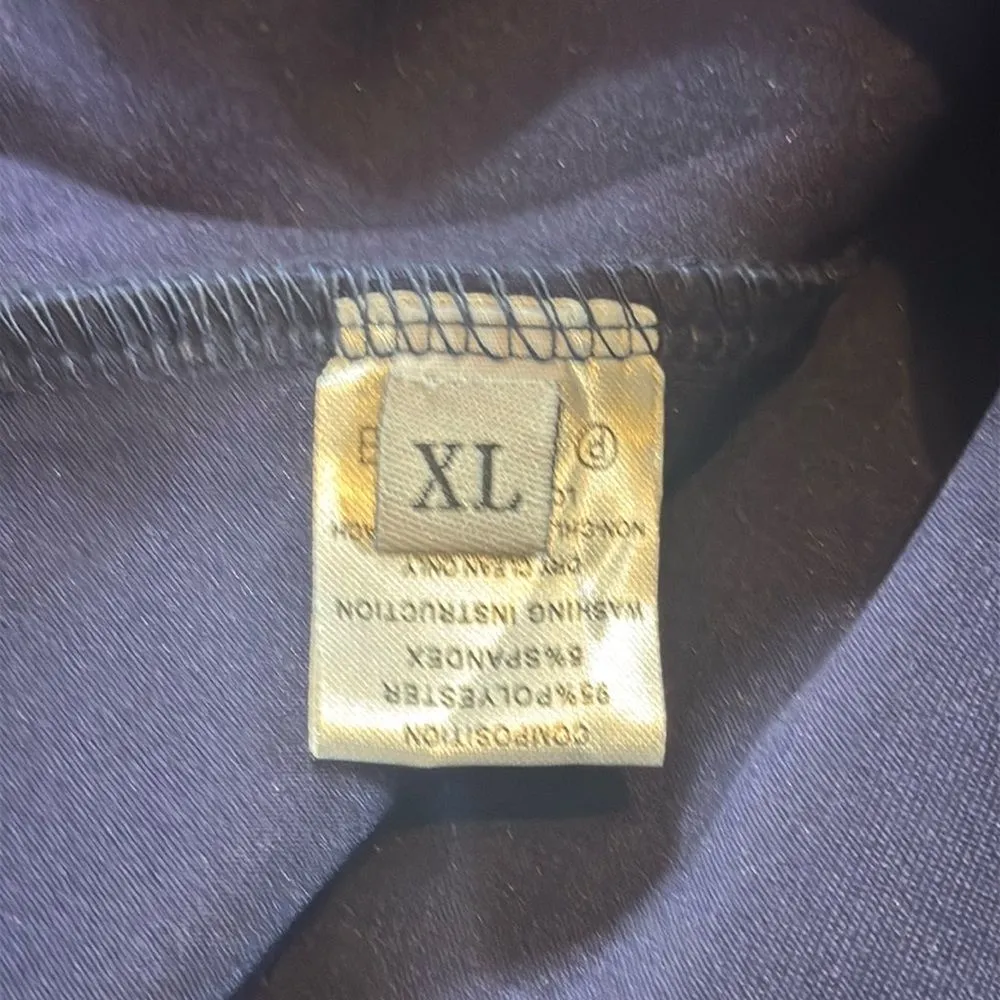 XL
COMPOSITION
95%POLYESTER
5%SPANDEX
WASHING INSTRUCTION
DRY CLEAN ONLY
P